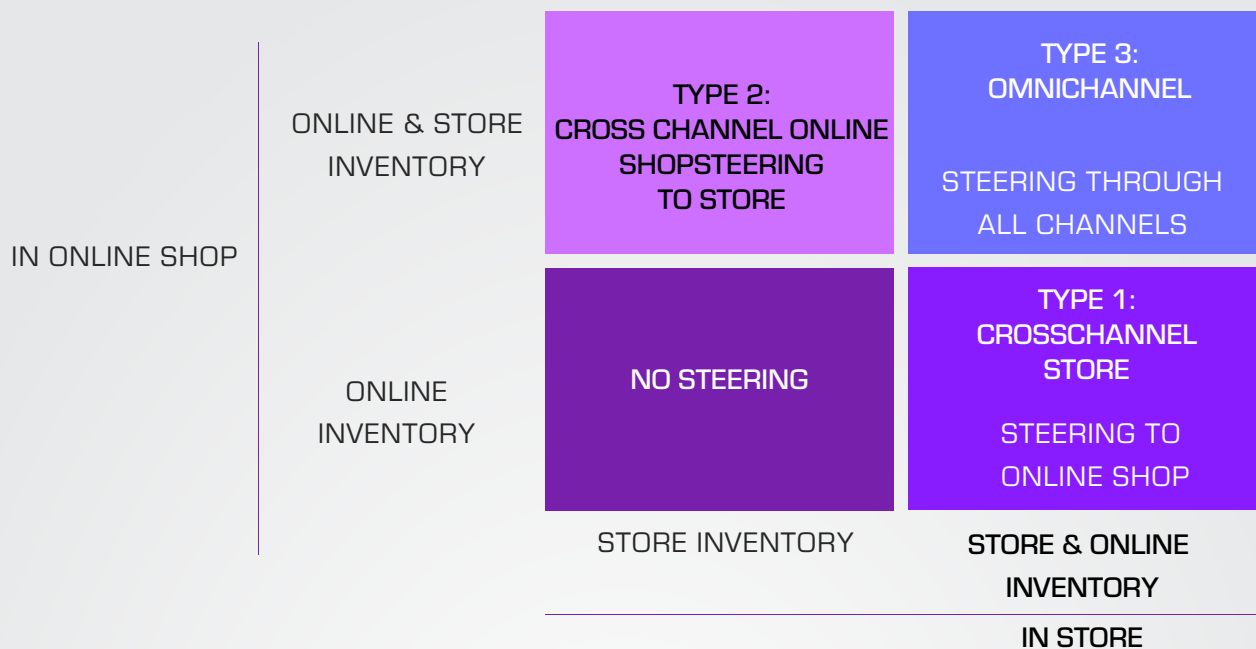 IN ONLINE SHOP
ONLINE & STORE
INVENTORY
TYPE 2:
CROSS CHANNEL ONLINE
SHOPSTEERING
TO STORE
TYPE 3:
OMNICHANNEL
STEERING THROUGH
ALL CHANNELS
ONLINE
INVENTORY
NO STEERING
TYPE 1:
CROSSCHANNEL
STORE
STEERING TO
ONLINE SHOP
STORE INVENTORY
STORE & ONLINE
INVENTORY
IN STORE